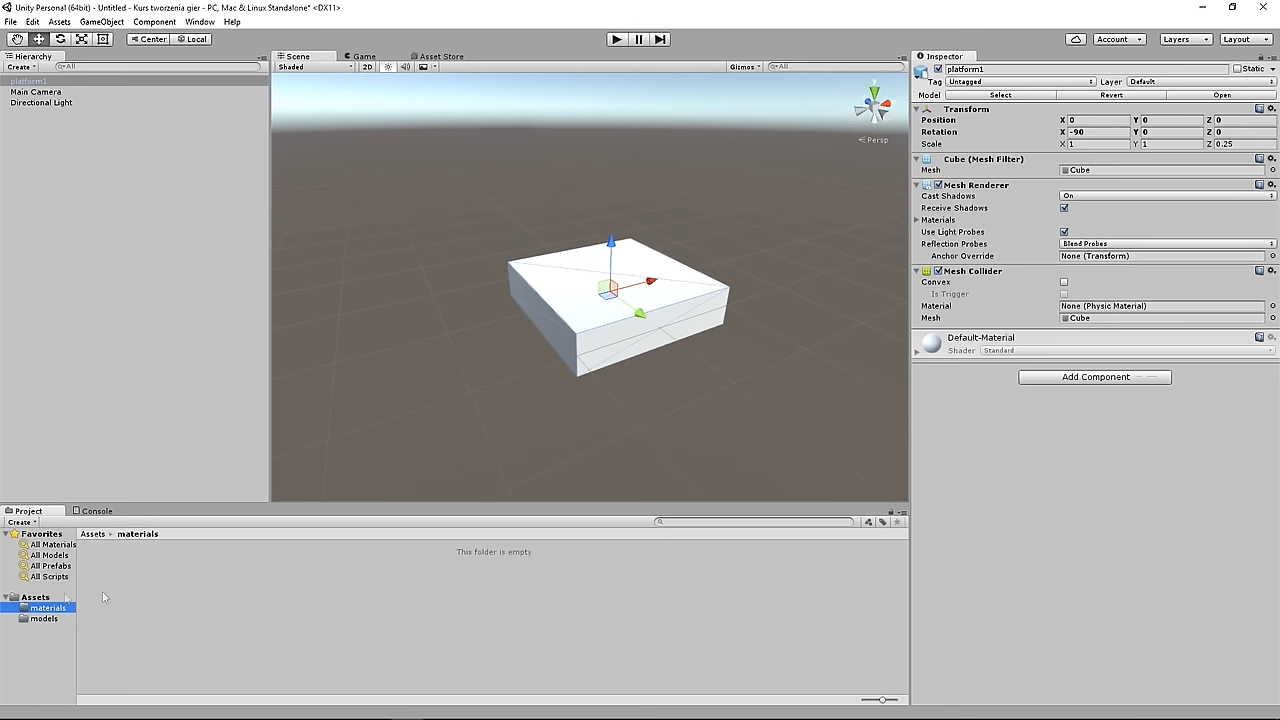 Unity Personal (64bit) - Untitled - Kurs tworzenia gier - PC, Mac & Linux Standalone* <DX11>
File Edit Assets GameObject Component Window Help
Center Local
Account Layers Layout
Hierarchy
Create All
platform1
Main Camera
Directional Light
Scene Game Asset Store
Shaded 2D Gizmos All
Y
Persp
Inspector
platform1 Static
Tag Untagged Layer Default
Model Select Revert Open
Transform
Position X 0 Y 0 Z 0
Rotation X -90 Y 0 Z 0
Scale X 1 Y 1 Z 0.25
Cube (Mesh Filter)
Mesh Cube
Mesh Renderer
Cast Shadows On
Receive Shadows
Materials
Use Light Probes
Reflection Probes Blend Probes
Anchor Override None (Transform)
Mesh Collider
Convex
Is Trigger
Material None (Physic Material)
Mesh Cube
Default-Material
Shader Standard
Add Component
Project Console
Create
Favorites
All Materials
All Models
All Prefabs
All Scripts
Assets
materials
models
Assets materials
This folder is empty